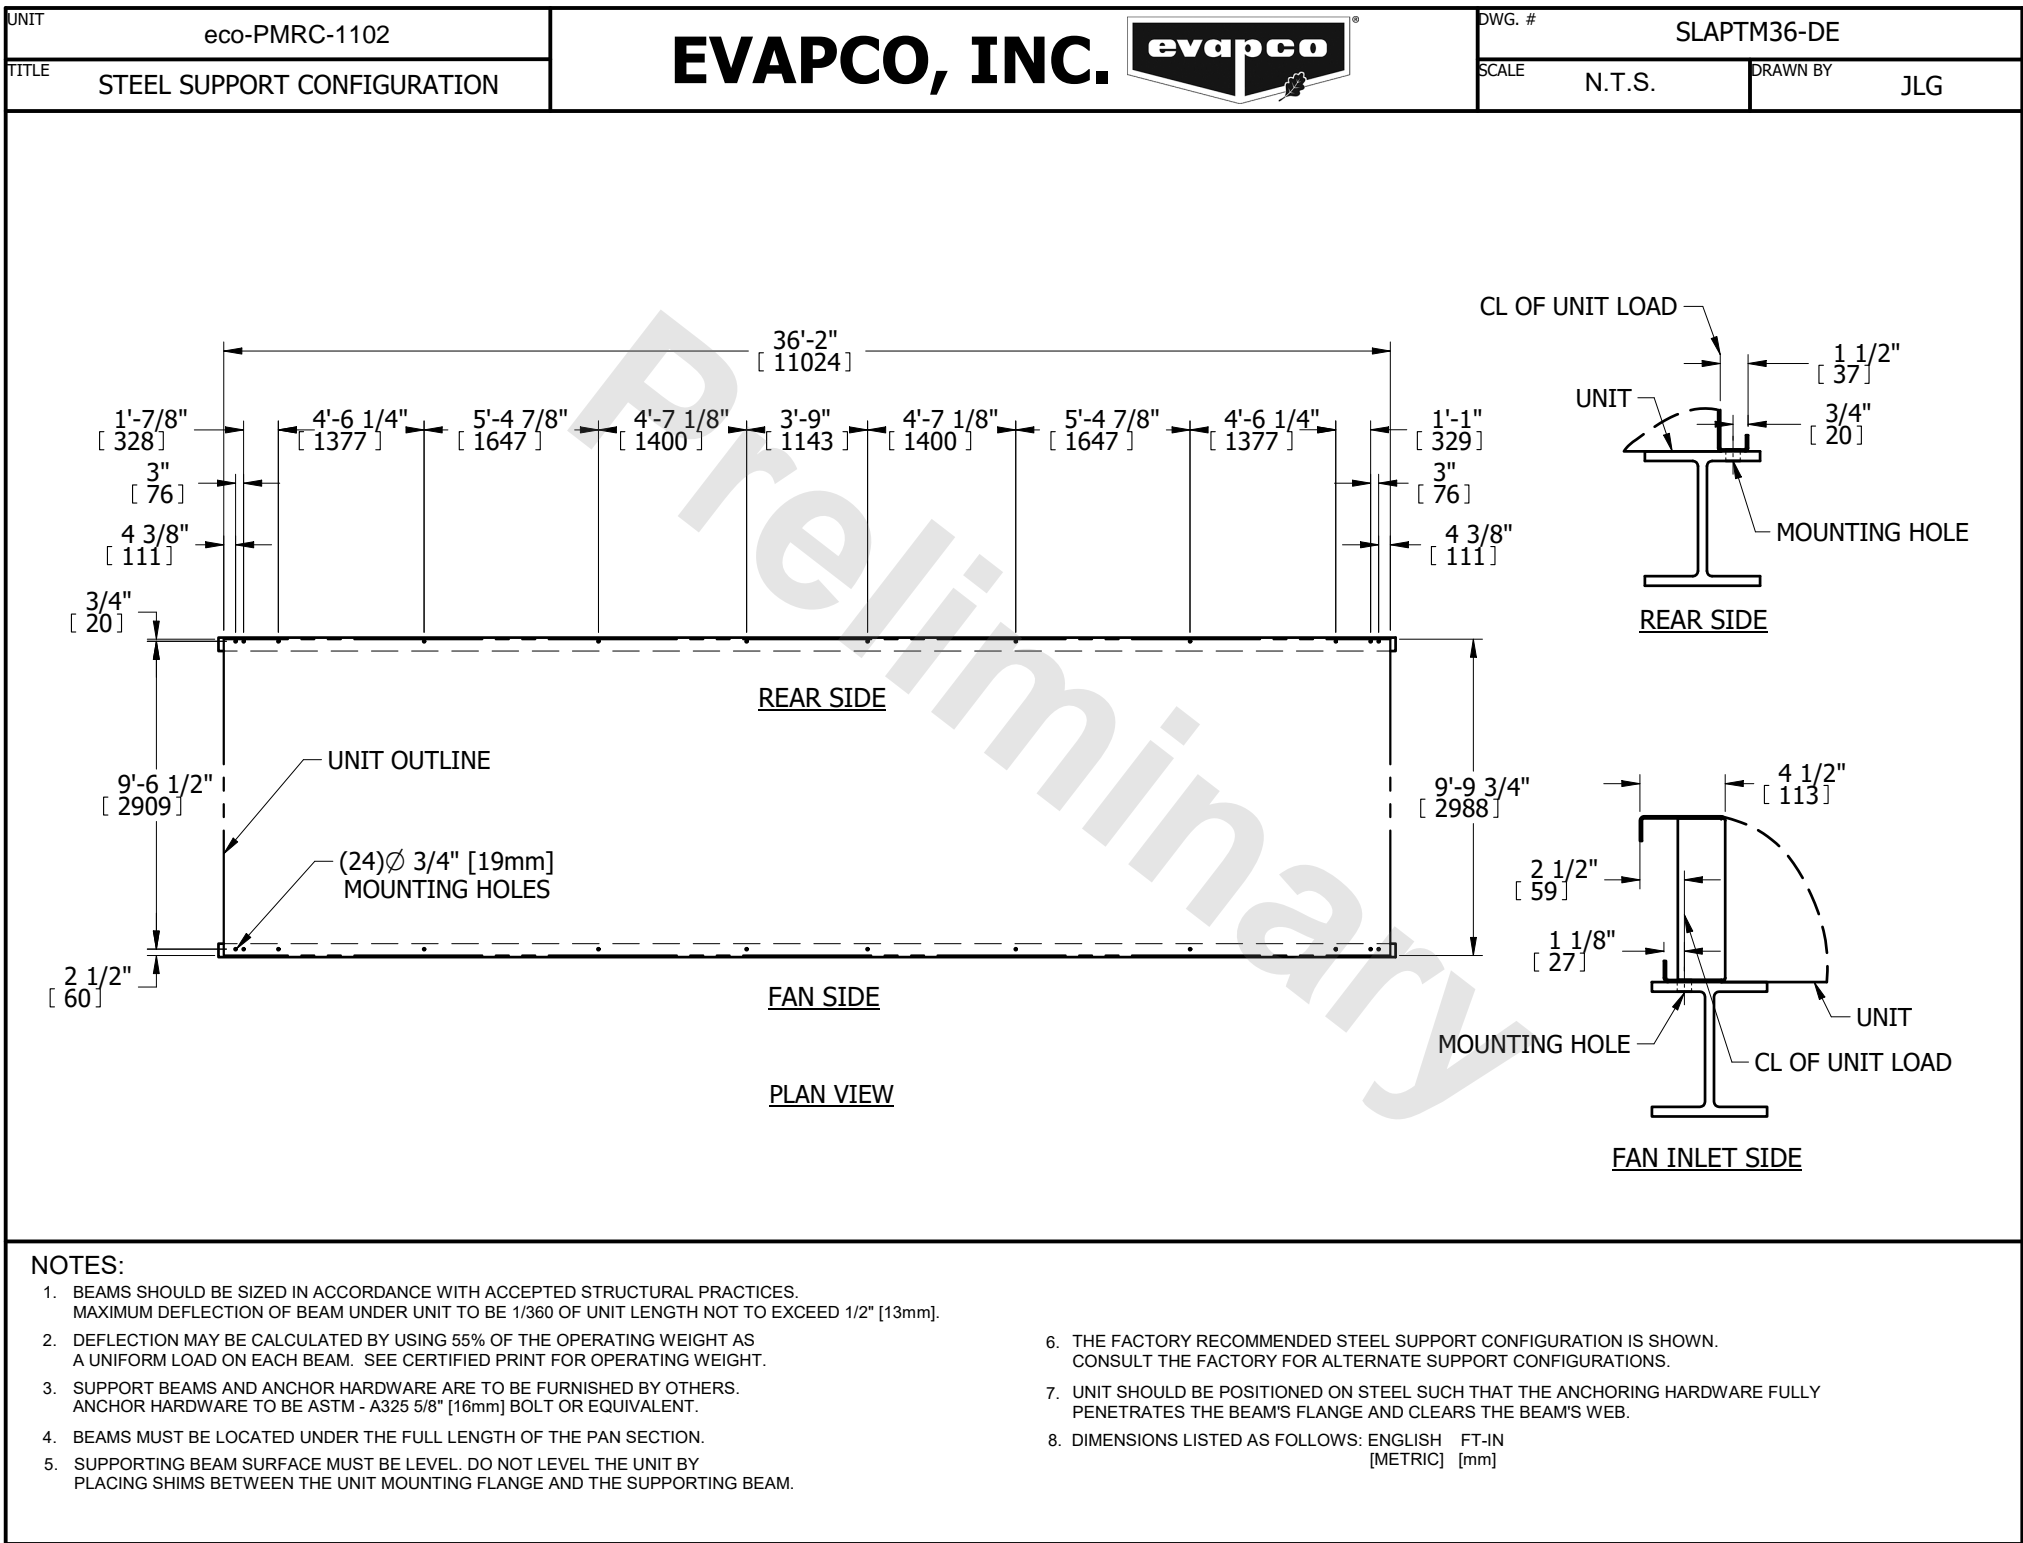 UNIT
eco-PMRC-1102
TITLE
STEEL SUPPORT CONFIGURATION
EVAPCO, INC.
evapco
®
DWG. #
SLAPTM36-DE
SCALE
N.T.S.
DRAWN BY
JLG
36'-2"
[ 11024]
1'-7/8"
[ 328]
4'-6 1/4"
[ 1377]
5'-4 7/8"
[ 1647]
4'-7 1/8"
[ 1400]
3'-9"
[ 1143]
4'-7 1/8"
[ 1400]
5'-4 7/8"
[ 1647]
4'-6 1/4"
[ 1377]
1'-1"
[ 329]
3"
[ 76]
3"
[ 76]
4 3/8"
[ 111]
4 3/8"
[ 111]
3/4"
[ 20]
REAR SIDE
UNIT OUTLINE
9'-6 1/2"
[ 2909]
9'-9 3/4"
[ 2988]
(24)∅ 3/4" [19mm]
MOUNTING HOLES
2 1/2"
[ 60]
FAN SIDE
PLAN VIEW
Preliminary
CL OF UNIT LOAD
1 1/2"
[ 37]
UNIT
3/4"
[ 20]
MOUNTING HOLE
REAR SIDE
4 1/2"
[ 113]
2 1/2"
[ 59]
1 1/8"
[ 27]
UNIT
MOUNTING HOLE
CL OF UNIT LOAD
FAN INLET SIDE
NOTES:
1. BEAMS SHOULD BE SIZED IN ACCORDANCE WITH ACCEPTED STRUCTURAL PRACTICES.
MAXIMUM DEFLECTION OF BEAM UNDER UNIT TO BE 1/360 OF UNIT LENGTH NOT TO EXCEED 1/2" [13mm].
2. DEFLECTION MAY BE CALCULATED BY USING 55% OF THE OPERATING WEIGHT AS
A UNIFORM LOAD ON EACH BEAM. SEE CERTIFIED PRINT FOR OPERATING WEIGHT.
3. SUPPORT BEAMS AND ANCHOR HARDWARE ARE TO BE FURNISHED BY OTHERS.
ANCHOR HARDWARE TO BE ASTM - A325 5/8" [16mm] BOLT OR EQUIVALENT.
4. BEAMS MUST BE LOCATED UNDER THE FULL LENGTH OF THE PAN SECTION.
5. SUPPORTING BEAM SURFACE MUST BE LEVEL. DO NOT LEVEL THE UNIT BY
PLACING SHIMS BETWEEN THE UNIT MOUNTING FLANGE AND THE SUPPORTING BEAM.
6. THE FACTORY RECOMMENDED STEEL SUPPORT CONFIGURATION IS SHOWN.
CONSULT THE FACTORY FOR ALTERNATE SUPPORT CONFIGURATIONS.
7. UNIT SHOULD BE POSITIONED ON STEEL SUCH THAT THE ANCHORING HARDWARE FULLY
PENETRATES THE BEAM'S FLANGE AND CLEARS THE BEAM'S WEB.
8. DIMENSIONS LISTED AS FOLLOWS: ENGLISH FT-IN
[METRIC] [mm]